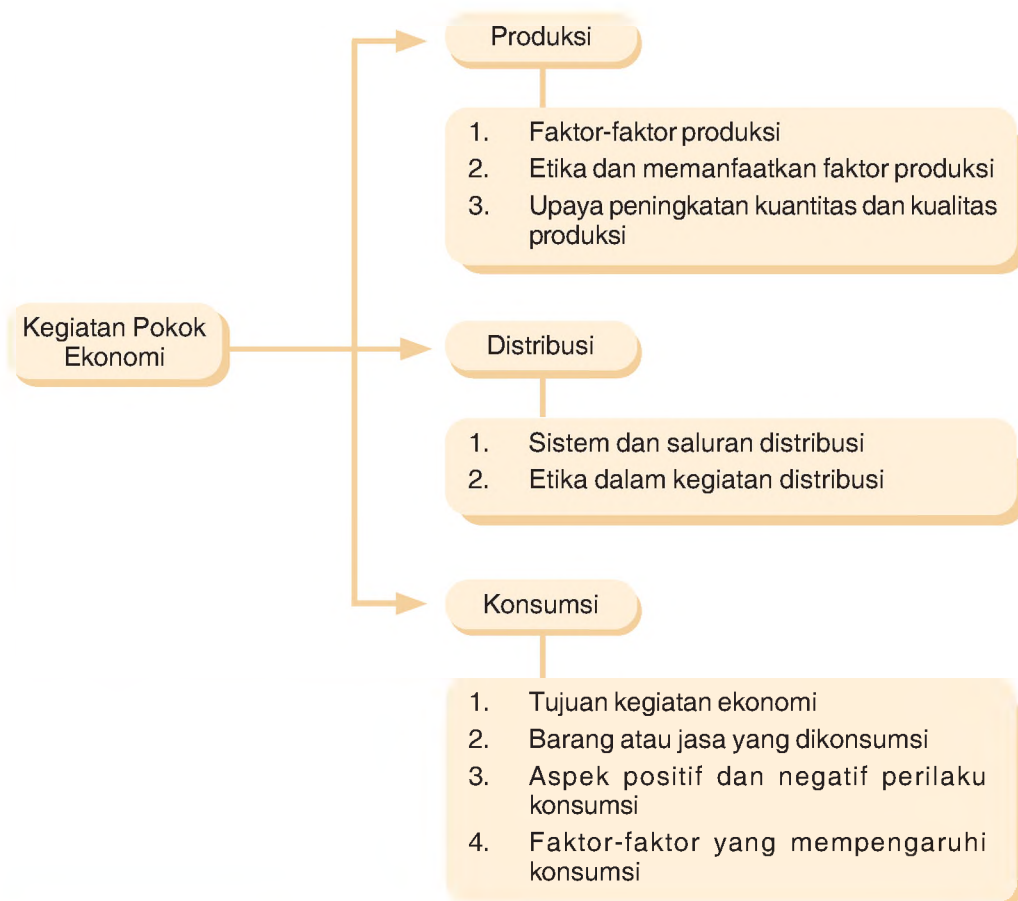 Produksi
1. Faktor-faktor produksi
2. Etika dan memanfaatkan faktor produksi
3. Upaya peningkatan kuantitas dan kualitas
produksi
Kegiatan Pokok
Ekonomi
Distribusi
1. Sistem dan saluran distribusi
2. Etika dalam kegiatan distribusi
Konsumsi
1. Tujuan kegiatan ekonomi
2. Barang atau jasa yang dikonsumsi
3. Aspek positif dan negatif perilaku
konsumsi
4. Faktor-faktor yang mempengaruhi
konsumsi